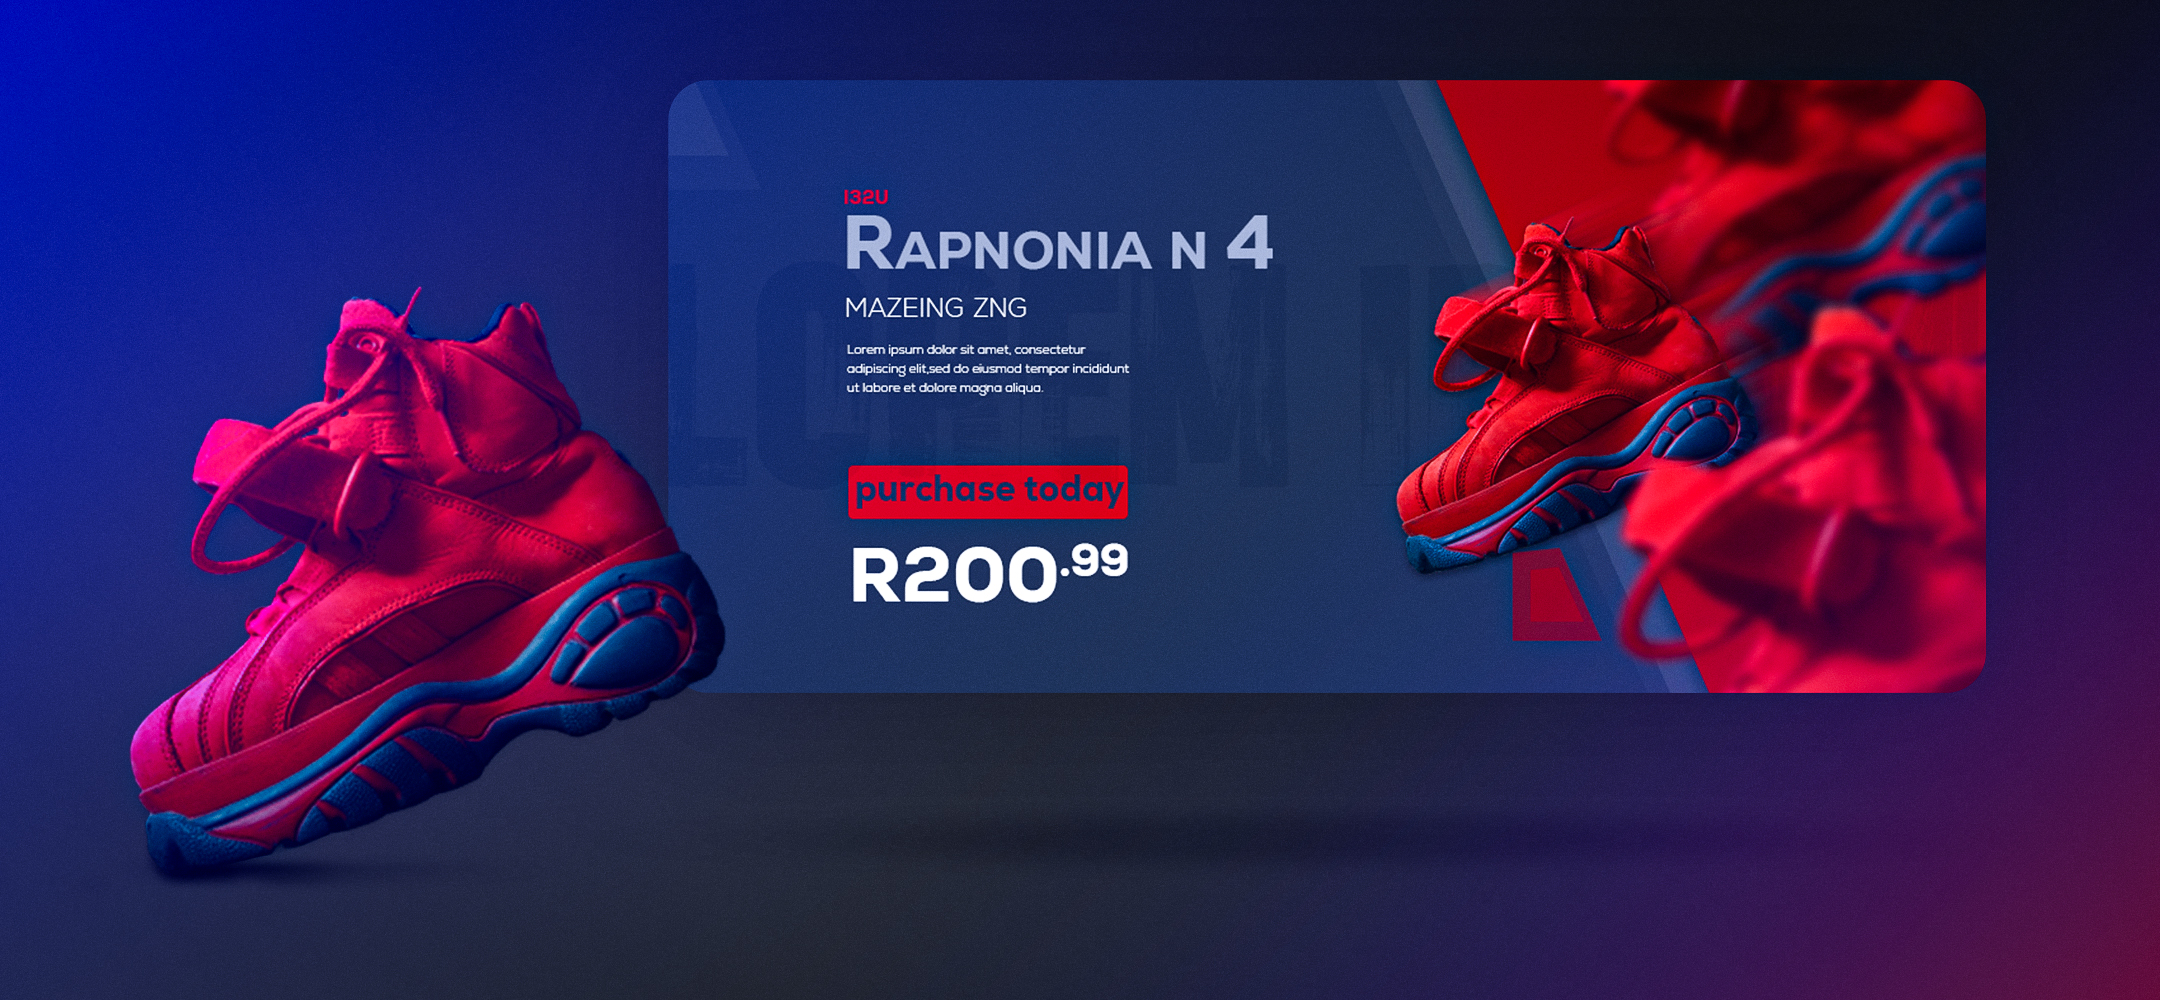 I32U
RAPNONIA N 4
MAZEING ZNG
Lorem ipsum dolor sit amet, consectetur
adipiscing elit,sed do eiusmod tempor incididunt
ut labore et dolore magna aliqua.
LOREM I
purchase today
R200.99